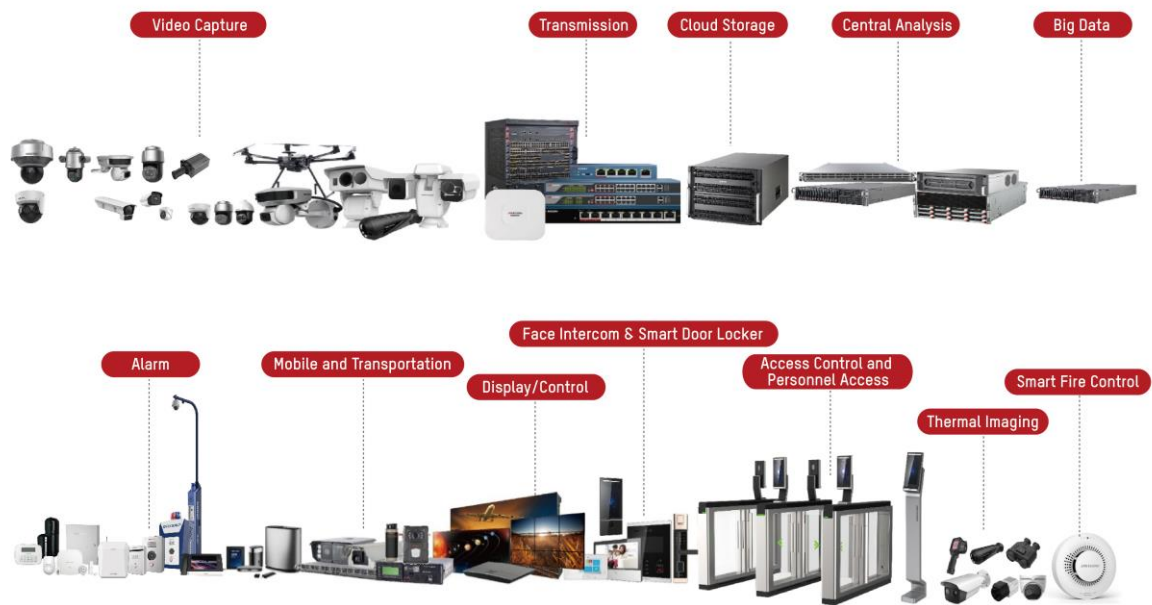 Video Capture
Transmission
Cloud Storage
Central Analysis
Big Data
Face Intercom & Smart Door Locker
Alarm
Mobile and Transportation
Display/Control
Access Control and
Personnel Access
Smart Fire Control
Thermal Imaging